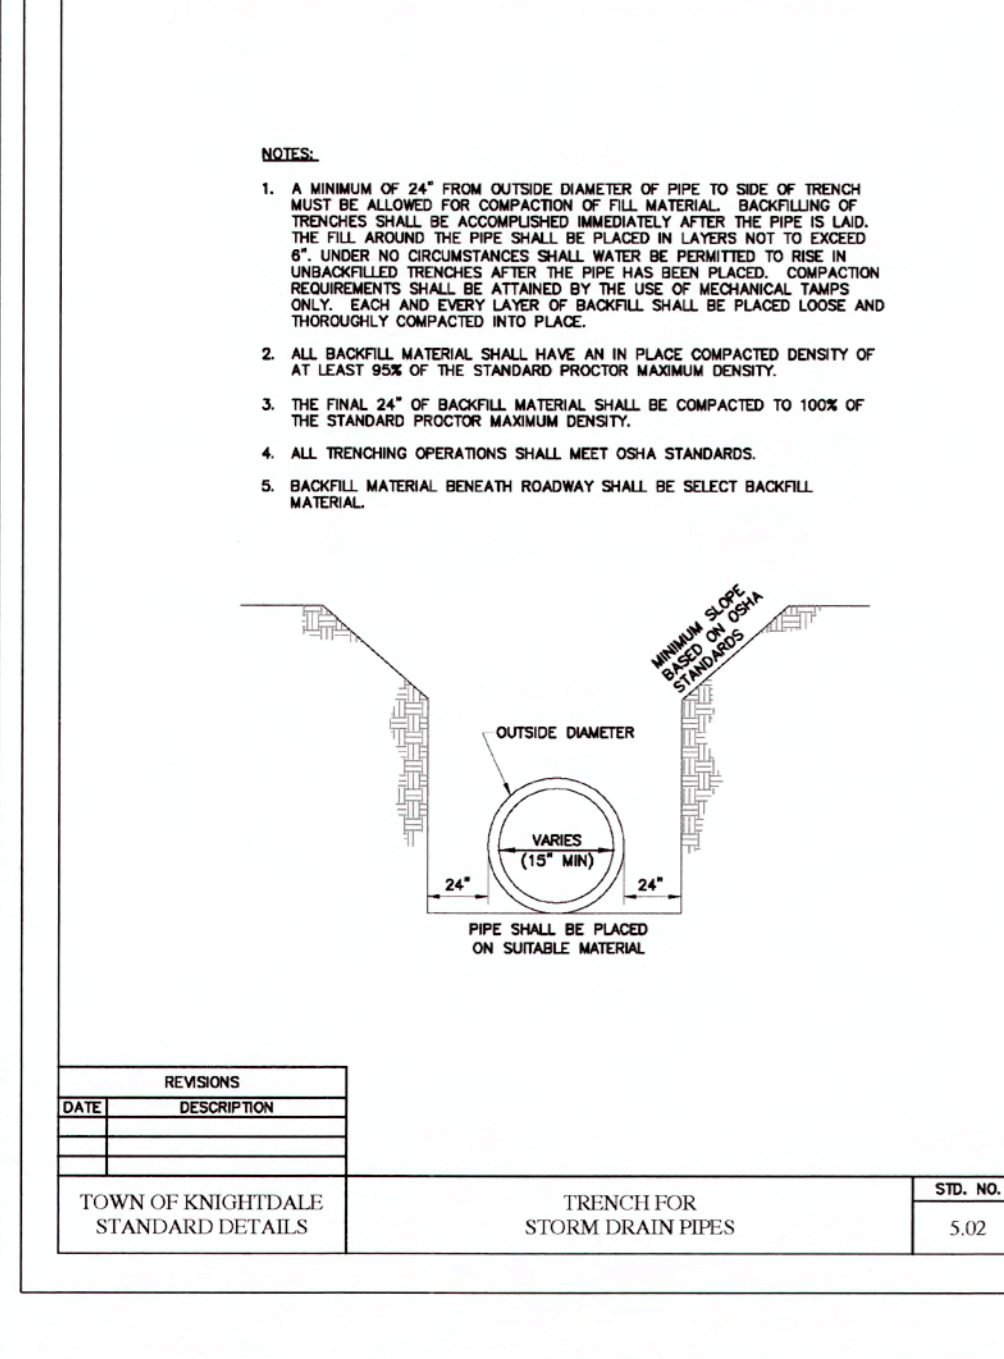 NOTES:
1. A MINIMUM OF 24" FROM OUTSIDE DIAMETER OF PIPE TO SIDE OF TRENCH
MUST BE ALLOWED FOR COMPACTION OF FILL MATERIAL. BACKFILLING OF
TRENCHES SHALL BE ACCOMPLISHED IMMEDIATELY AFTER THE PIPE IS LAID.
THE FILL AROUND THE PIPE SHALL BE PLACED IN LAYERS NOT TO EXCEED
6". UNDER NO CIRCUMSTANCES SHALL WATER BE PERMITTED TO RISE IN
UNBACKFILLED TRENCHES AFTER THE PIPE HAS BEEN PLACED. COMPACTION
REQUIREMENTS SHALL BE ATTAINED BY THE USE OF MECHANICAL TAMPS
ONLY. EACH AND EVERY LAYER OF BACKFILL SHALL BE PLACED LOOSE AND
THOROUGHLY COMPACTED INTO PLACE.
2. ALL BACKFILL MATERIAL SHALL HAVE AN IN PLACE COMPACTED DENSITY OF
AT LEAST 95% OF THE STANDARD PROCTOR MAXIMUM DENSITY.
3. THE FINAL 24" OF BACKFILL MATERIAL SHALL BE COMPACTED TO 100% OF
THE STANDARD PROCTOR MAXIMUM DENSITY.
4. ALL TRENCHING OPERATIONS SHALL MEET OSHA STANDARDS.
5. BACKFILL MATERIAL BENEATH ROADWAY SHALL BE SELECT BACKFILL
MATERIAL.
MINIMUM SLOPE
BASED ON OSHA
STANDARDS
OUTSIDE DIAMETER
VARIES
(15" MIN)
24"
24"
PIPE SHALL BE PLACED
ON SUITABLE MATERIAL
REVISIONS
DATE DESCRIPTION
TOWN OF KNIGHTDALE
STANDARD DETAILS
TRENCH FOR
STORM DRAIN PIPES
STD. NO.
5.02